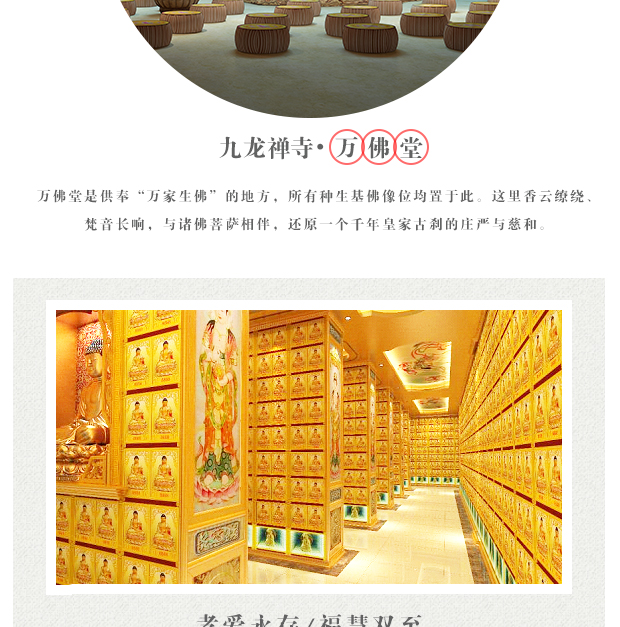 九龙禅寺·万佛堂
万佛堂是供奉“万家生佛”的地方，所有种生基佛像位均置于此。这里香云缭绕、
梵音长响，与诸佛菩萨相伴，还原一个千年皇家古刹的庄严与慈和。
孝爱永存/福慧双至